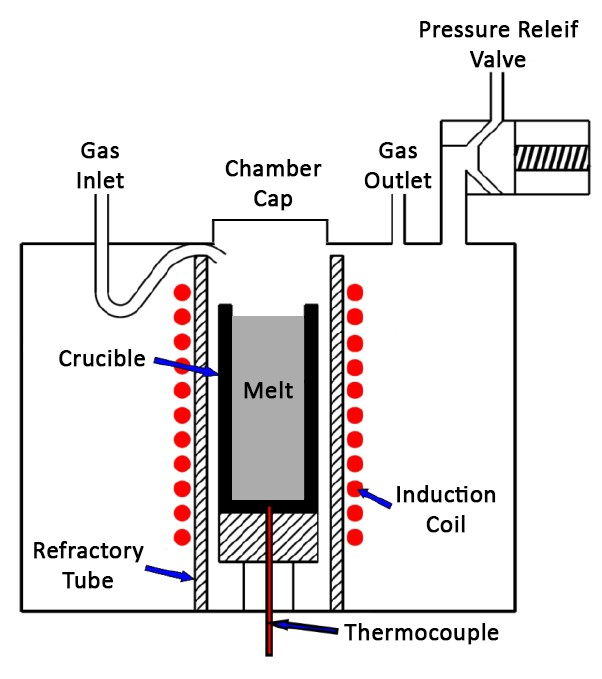 Pressure Releif
Valve
Gas
Inlet
Chamber
Cap
Gas
Outlet
Crucible
Melt
Induction
Coil
Refractory
Tube
Thermocouple